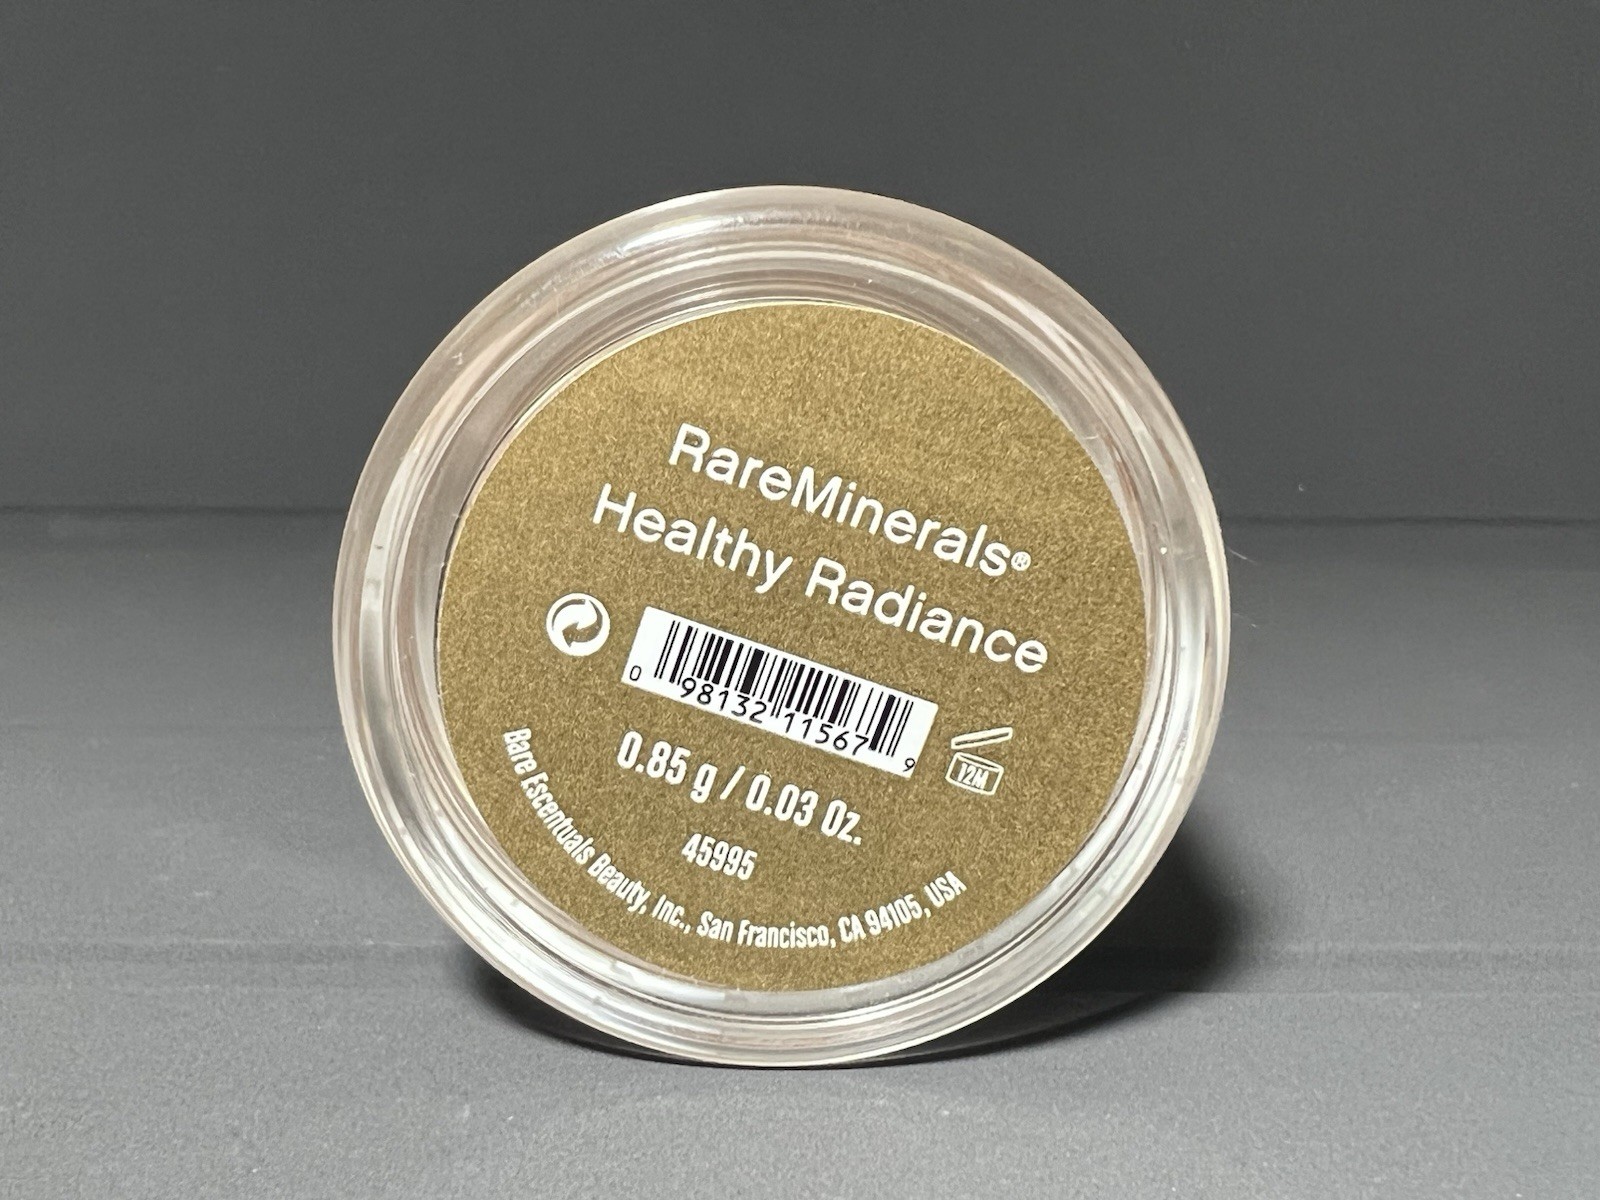 RareMinerals®
Healthy Radiance
0 98132 11567 9
12M
0.85 g / 0.03 Oz.
45995
Bare Escentuals Beauty, Inc., San Francisco, CA 94105, USA